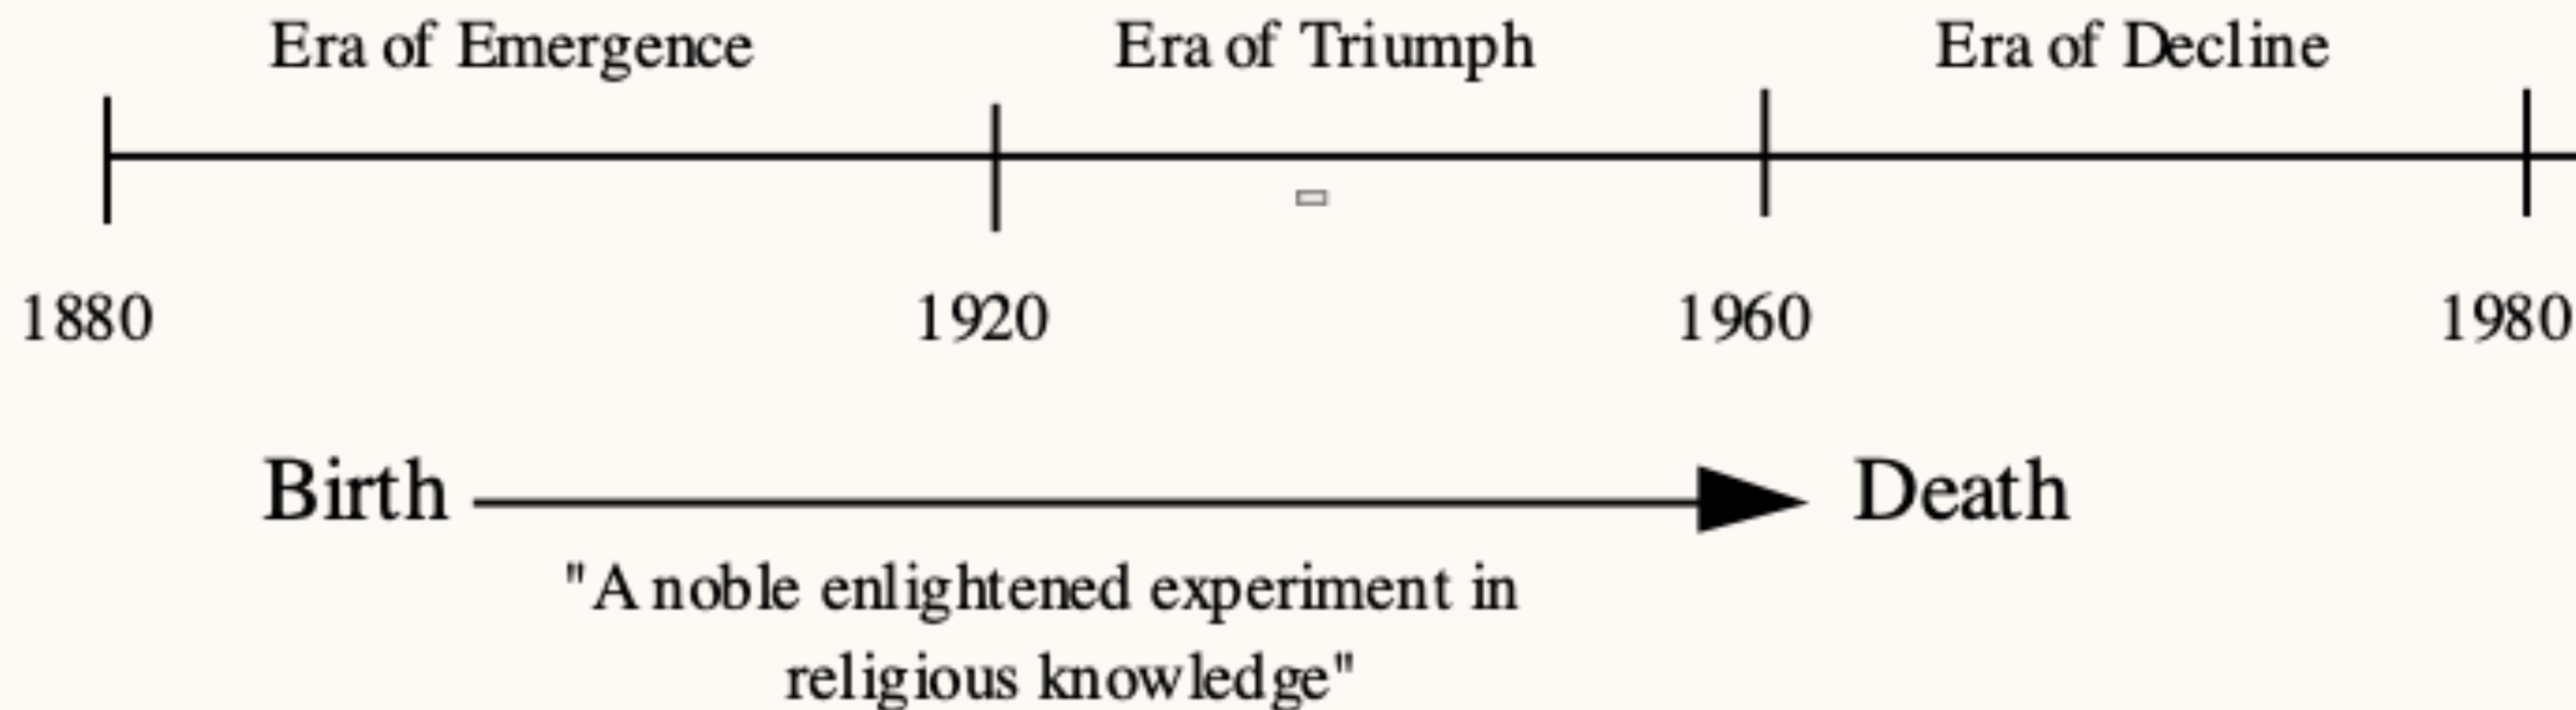 Era of Emergence Era of Triumph Era of Decline
1880 1920 1960 1980
Birth Death
"A noble enlightened experiment in
religious knowledge"